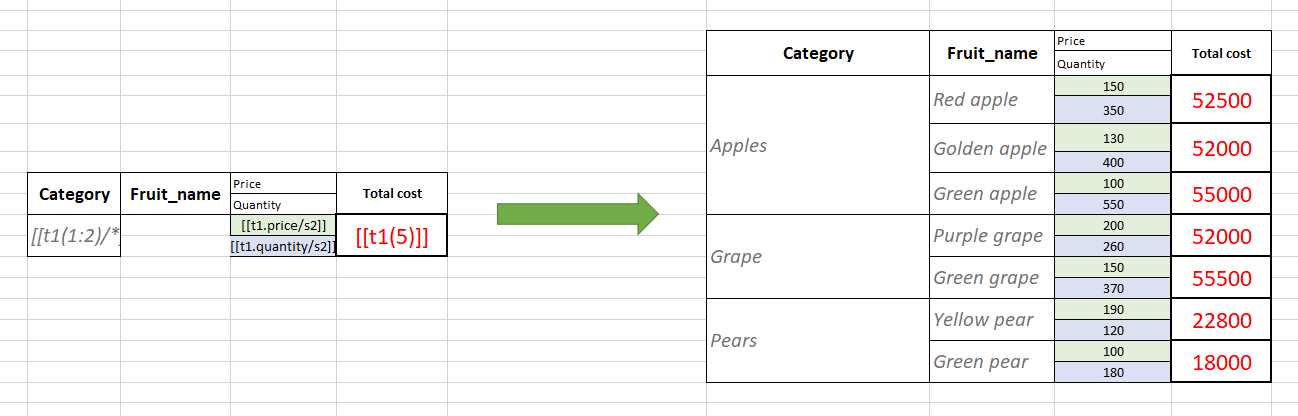 Category Fruit_name Price Total cost
Quantity
[[t1(1:2)/* [[t1.price/s2]] [[t1(5)]]
[[t1.quantity/s2]]
Category Fruit_name Price Total cost
Quantity
Apples Red apple 150 52500
350
Golden apple 130 52000
400
Green apple 100 55000
550
Grape Purple grape 200 52000
260
Green grape 150 55500
370
Pears Yellow pear 190 22800
120
Green pear 100 18000
180